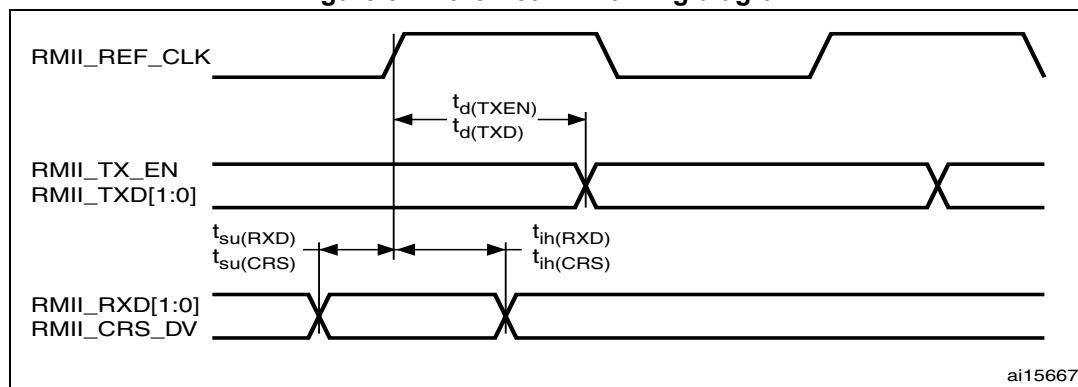 RMII_REF_CLK
td(TXEN)
td(TXD)
RMII_TX_EN
RMII_TXD[1:0]
tsu(RXD)
tsu(CRS)
tih(RXD)
tih(CRS)
RMII_RXD[1:0]
RMII_CRS_DV
ai15667